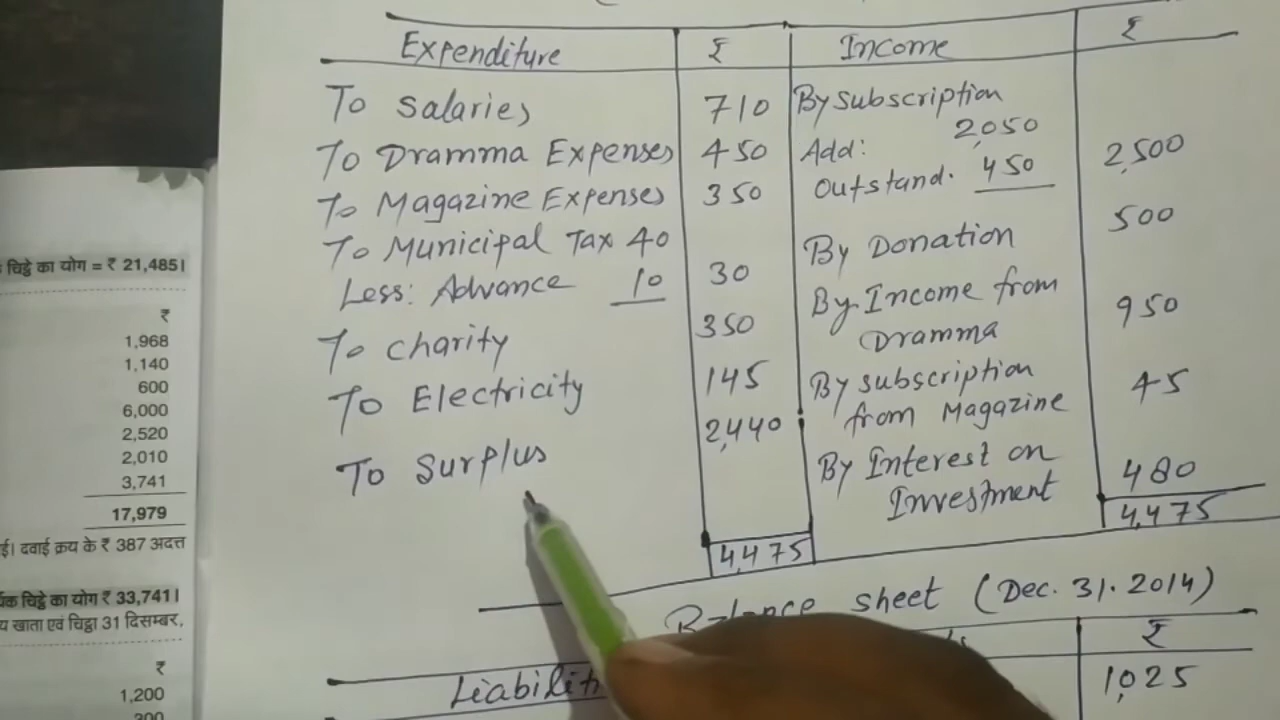 Expenditure ₹ Income ₹
To Salaries 710 By Subscription
2,050
To Dramma Expenses 450 Add: 2,500
To Magazine Expenses 350 Outstand. 450
To Municipal Tax 40 By Donation 500
Less: Advance 10 30 By Income from
Dramma 950
To charity 350
To Electricity 145 By subscription
from Magazine 45
To Surplus 2,440 By Interest on
Investment 480
4,475 4,475
Balance sheet (Dec. 31. 2014)
₹
Liabiliti
1,025
चिट्ठे का योग = ₹ 21,485।
₹
1,968
1,140
600
6,000
2,520
2,010
3,741
17,979
ई। दवाई क्रय के ₹ 387 अदत्त
चिट्ठे का योग ₹ 33,741।
खाता एवं चिट्ठा 31 दिसम्बर,
₹
1,200